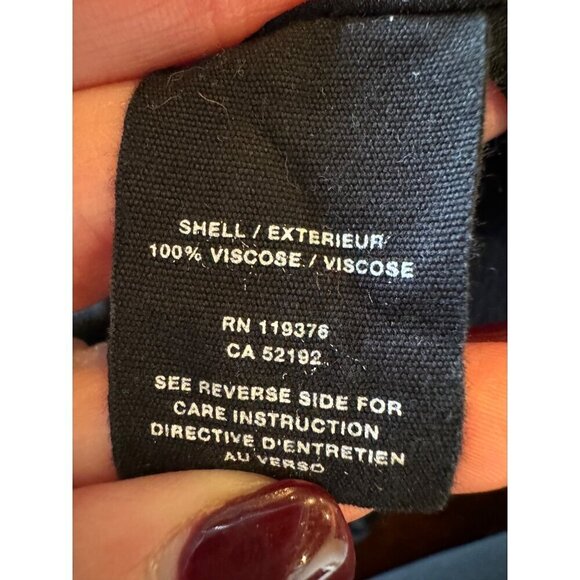 SHELL / EXTERIEUR
100% VISCOSE / VISCOSE
RN 119376
CA 52192
SEE REVERSE SIDE FOR
CARE INSTRUCTION
DIRECTIVE D'ENTRETIEN
AU VERSO